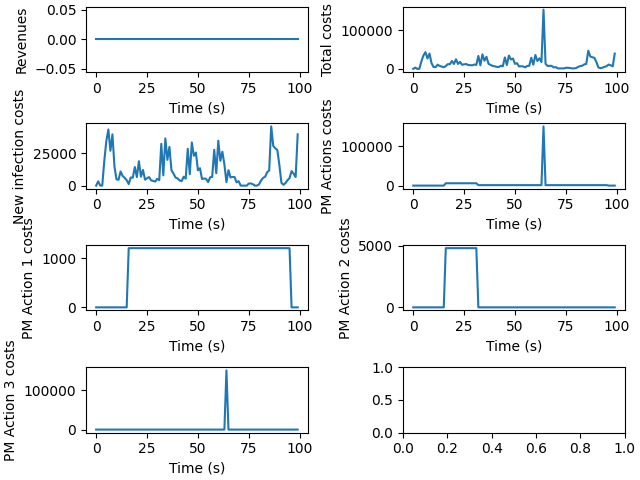 Revenues
0.05
0.00
−0.05
0 25 50 75 100
Time (s)
Total costs
100000
0
0 25 50 75 100
Time (s)
New infection costs
25000
0
0 25 50 75 100
Time (s)
PM Actions costs
100000
0
0 25 50 75 100
Time (s)
PM Action 1 costs
1000
0
0 25 50 75 100
Time (s)
PM Action 2 costs
5000
0
0 25 50 75 100
Time (s)
PM Action 3 costs
100000
0
0 25 50 75 100
Time (s)
1.0
0.5
0.0
0.0 0.2 0.4 0.6 0.8 1.0